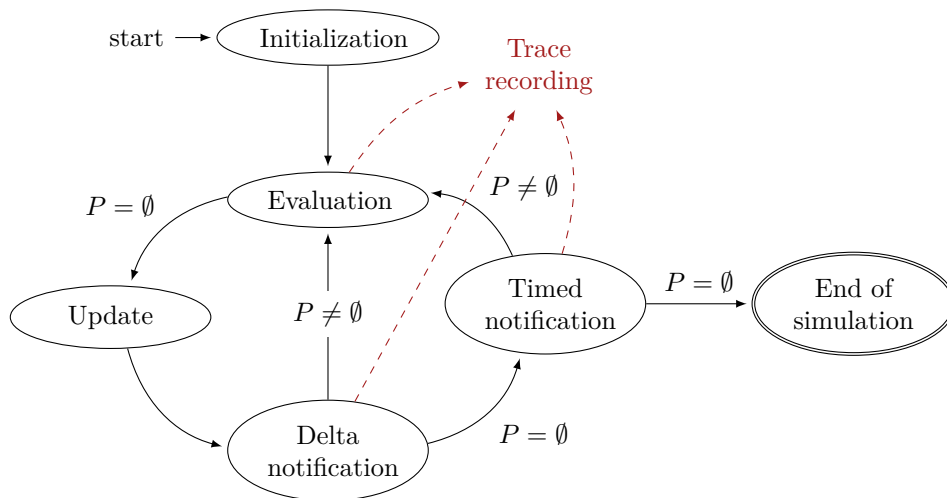 start
Initialization
Trace
recording
Evaluation
P ≠ ∅
P = ∅
Update
P ≠ ∅
Timed
notification
P = ∅
End of
simulation
Delta
notification
P = ∅